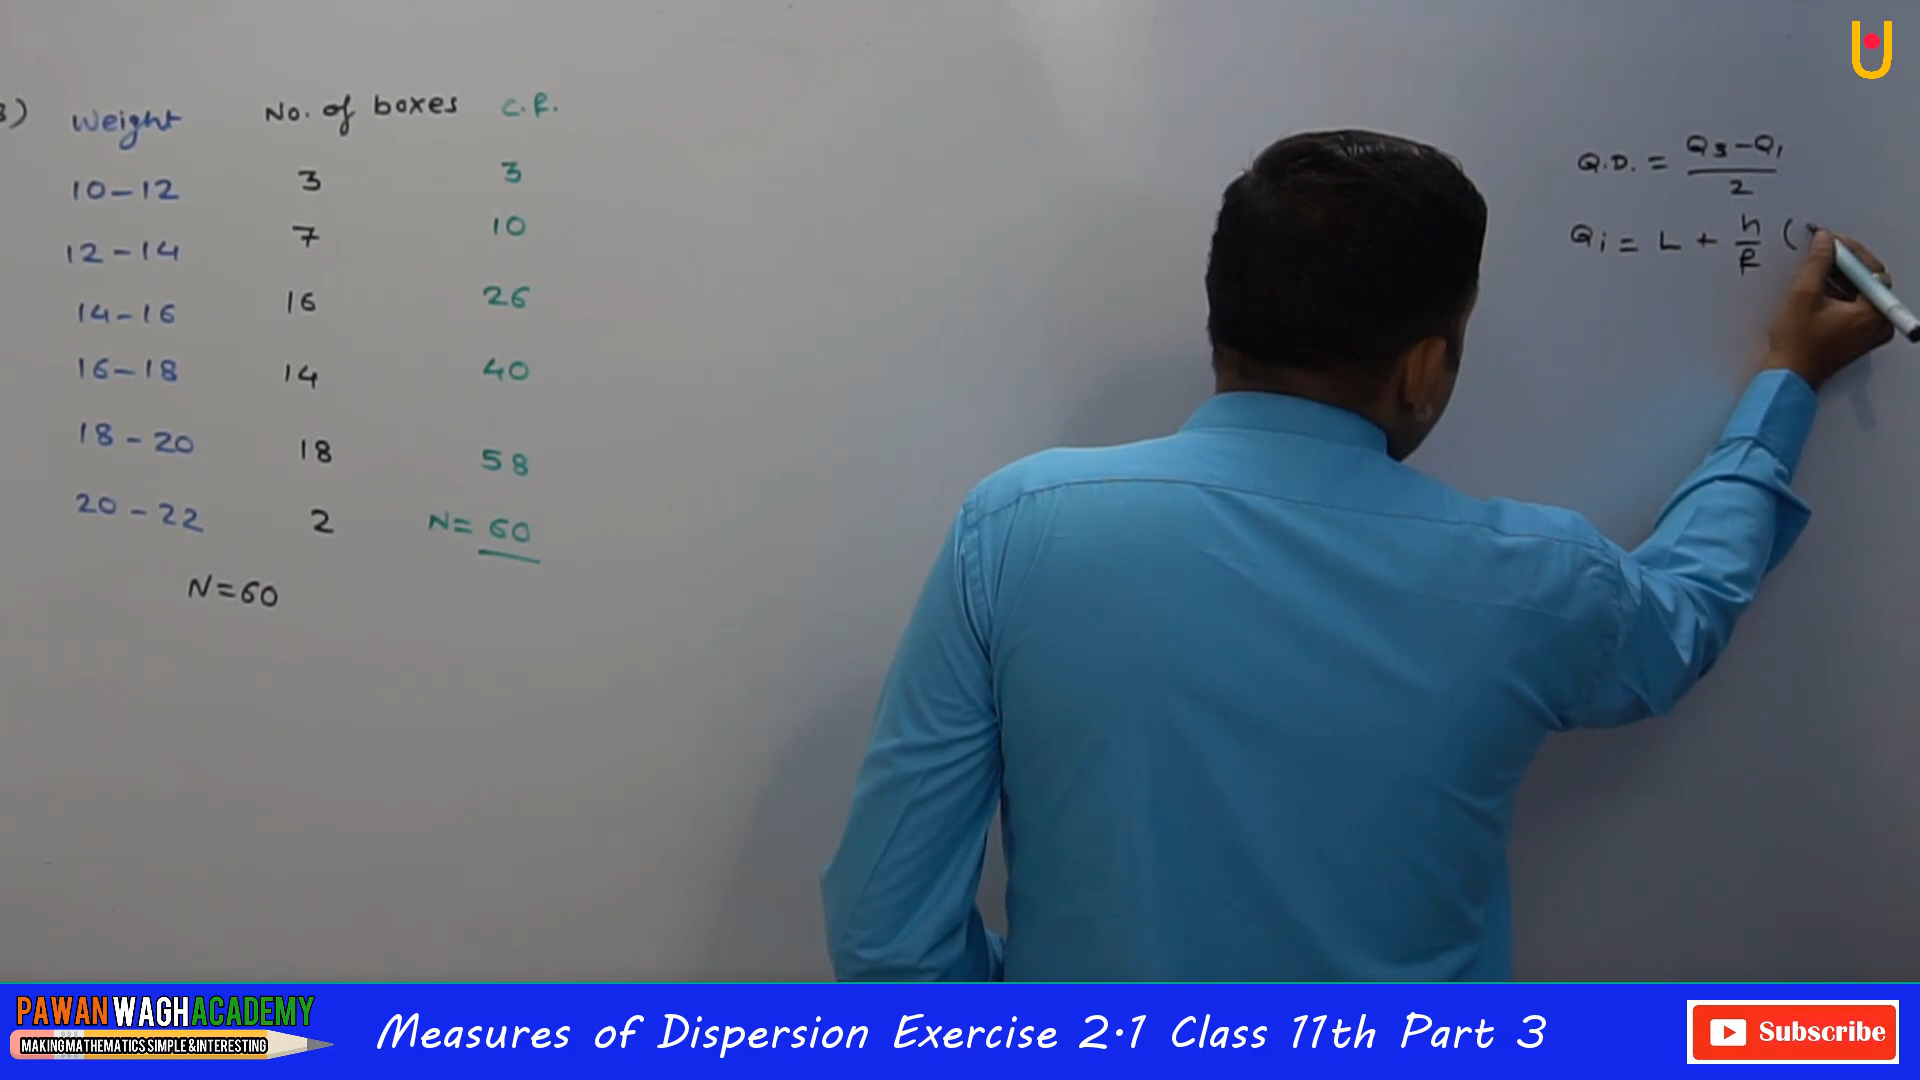 3) Weight No. of boxes C.F.
10-12 3 3
12-14 7 10
14-16 16 26
16-18 14 40
18-20 18 58
20-22 2 N= 60
N=60
Q.D. = Q3-Q1
2
Qi = L + h
f (
PAWAN WAGH ACADEMY
MAKING MATHEMATICS SIMPLE & INTERESTING
Measures of Dispersion Exercise 2.1 Class 11th Part 3
Subscribe